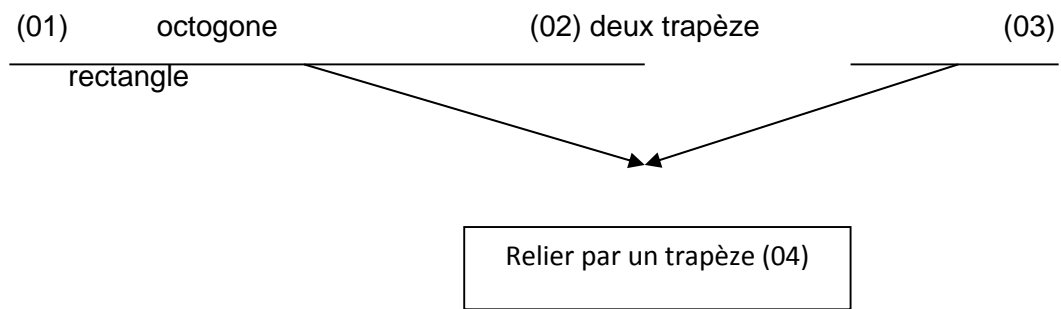 (01) octogone (02) deux trapèze (03)
rectangle
Relier par un trapèze (04)